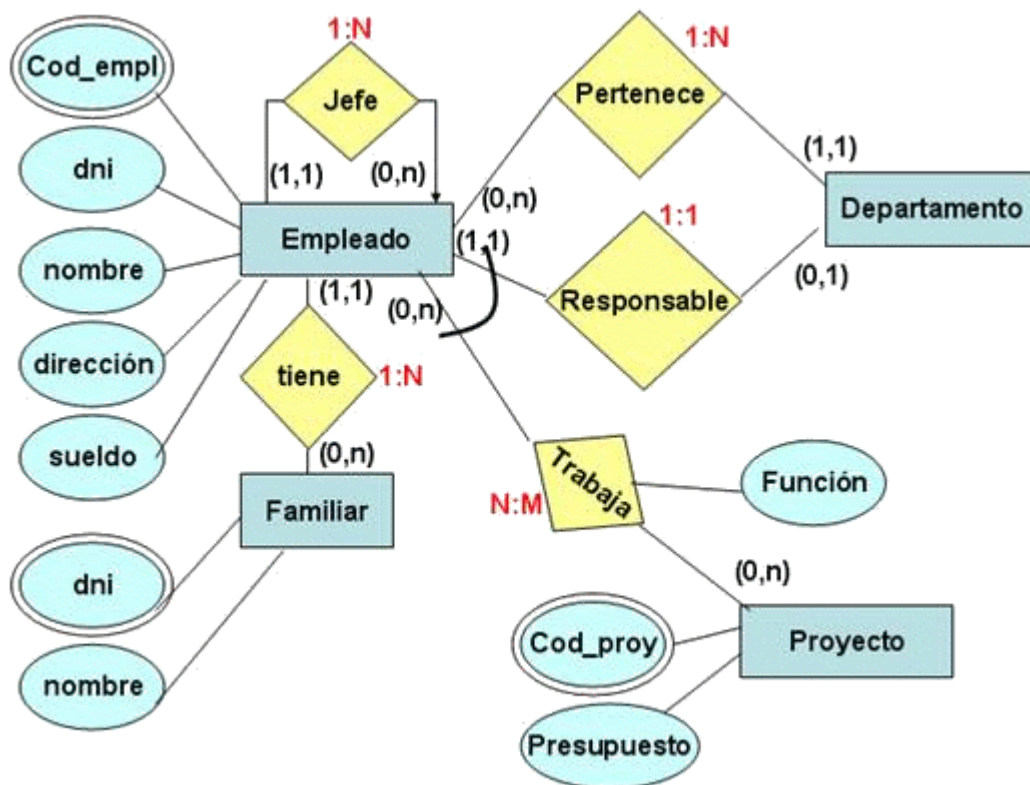 1:N
1:N
Cod_empl
Jefe
Pertenece
dni
(1,1)
(0,n)
(0,n)
(1,1)
Departamento
Empleado
(1,1)
1:1
nombre
(1,1)
(0,n)
Responsable
(0,1)
dirección
tiene
1:N
sueldo
(0,n)
Trabaja
Función
Familiar
N:M
dni
(0,n)
Cod_proy
Proyecto
nombre
Presupuesto